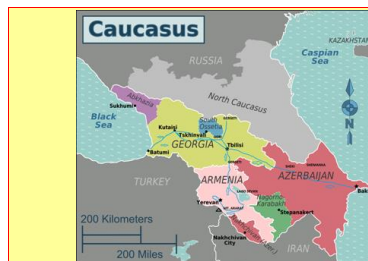 Caucasus
KAZAKHSTAN
Caspian
Sea
RUSSIA
North Caucasus
Abkhazia
Sukhumi
Black
Sea
South
Ossetia
Kutaisi
Tskhinvali
GEORGIA
Tbilisi
Batumi
TURKEY
ARMENIA
AZERBAIJAN
Yerevan
Nagorno-
Karabakh
Stepanakert
Bak
N
200 Kilometers
200 Miles
Nakhchivan
City
IRAN